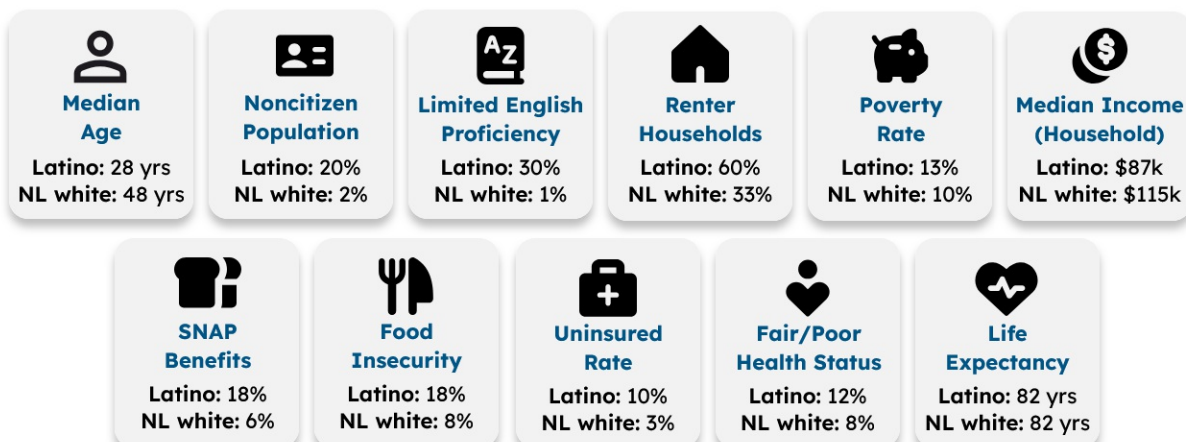 Median
Age
Latino: 28 yrs
NL white: 48 yrs
Noncitizen
Population
Latino: 20%
NL white: 2%
AZ
Limited English
Proficiency
Latino: 30%
NL white: 1%
Renter
Households
Latino: 60%
NL white: 33%
Poverty
Rate
Latino: 13%
NL white: 10%
$
Median Income
(Household)
Latino: $87k
NL white: $115k
SNAP
Benefits
Latino: 18%
NL white: 6%
Food
Insecurity
Latino: 18%
NL white: 8%
Uninsured
Rate
Latino: 10%
NL white: 3%
Fair/Poor
Health Status
Latino: 12%
NL white: 8%
Life
Expectancy
Latino: 82 yrs
NL white: 82 yrs